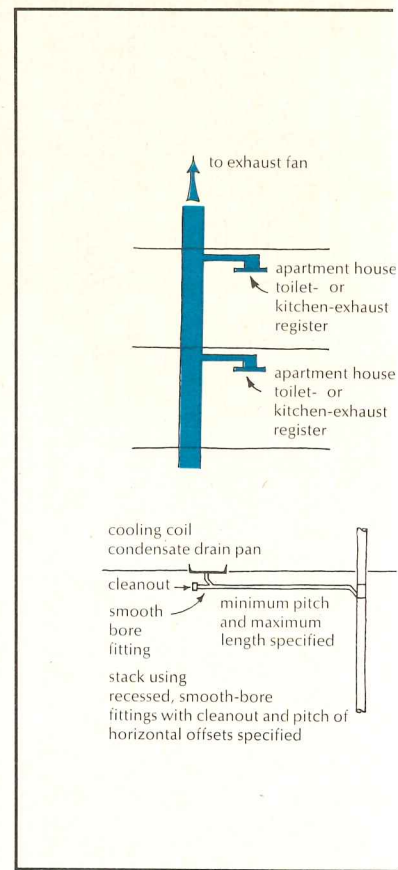 to exhaust fan
apartment house
toilet- or
kitchen-exhaust
register
apartment house
toilet- or
kitchen-exhaust
register
cooling coil
condensate drain pan
cleanout
smooth
bore
fitting
minimum pitch
and maximum
length specified
stack using
recessed, smooth-bore
fittings with cleanout and pitch of
horizontal offsets specified